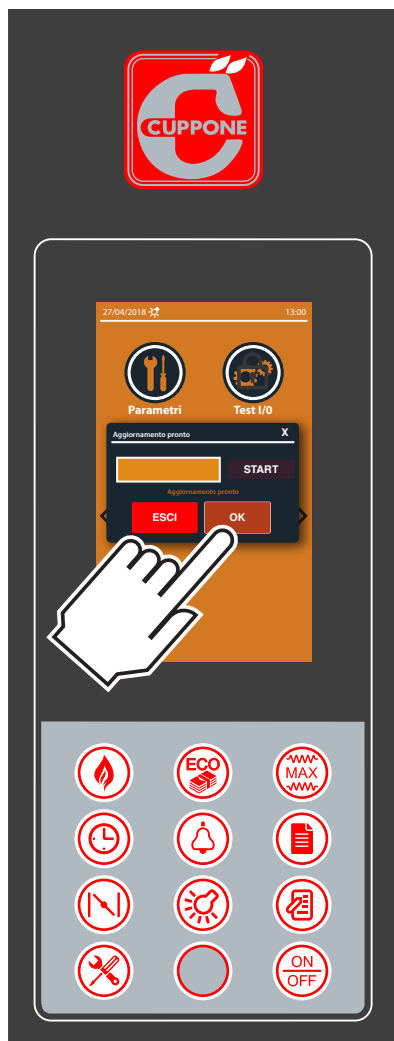 CUPPONE
27/04/2018 13:00
Parametri Test I/0
Aggiornamento pronto X
START
Aggiornamento pronto
ESCI OK
ECO MAX
ON
OFF